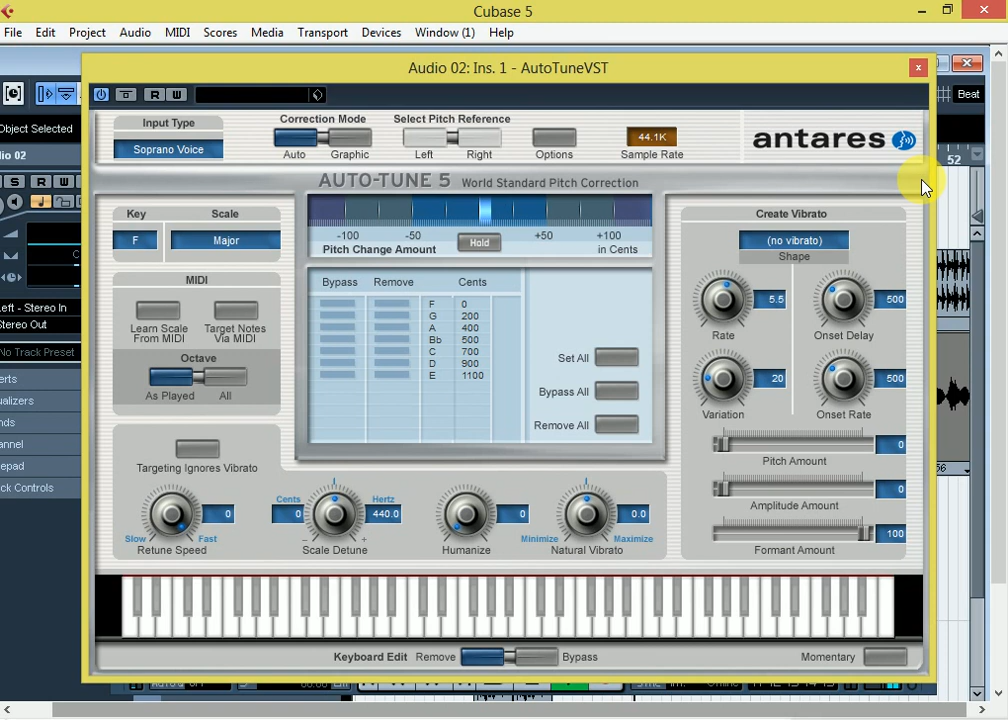 Cubase 5
File Edit Project Audio MIDI Scores Media Transport Devices Window (1) Help
Audio 02: Ins. 1 - AutoTuneVST
R W
Beat
Object Selected
52
S R W
Left - Stereo In
Stereo Out
No Track Preset
Input Type
Soprano Voice
Correction Mode
Auto Graphic
Select Pitch Reference
Left Right
Options
44.1K
Sample Rate
antares
AUTO-TUNE 5 World Standard Pitch Correction
Key Scale
F Major
-100 -50 +50 +100
Pitch Change Amount Hold in Cents
Create Vibrato
(no vibrato)
Shape
MIDI
Learn Scale From MIDI
Target Notes Via MIDI
Octave
As Played All
Bypass Remove Cents
F 0
G 200
A 400
Bb 500
C 700
D 900
E 1100
Set All
Bypass All
Remove All
5.5 500
Rate Onset Delay
20 500
Variation Onset Rate
0
Pitch Amount
0
Amplitude Amount
100
Formant Amount
Targeting Ignores Vibrato
0
Slow Fast
Retune Speed
Cents Hertz
0 440.0
- +
Scale Detune
0
Humanize
0.0
Minimize Maximize
Natural Vibrato
Keyboard Edit Remove Bypass
Momentary